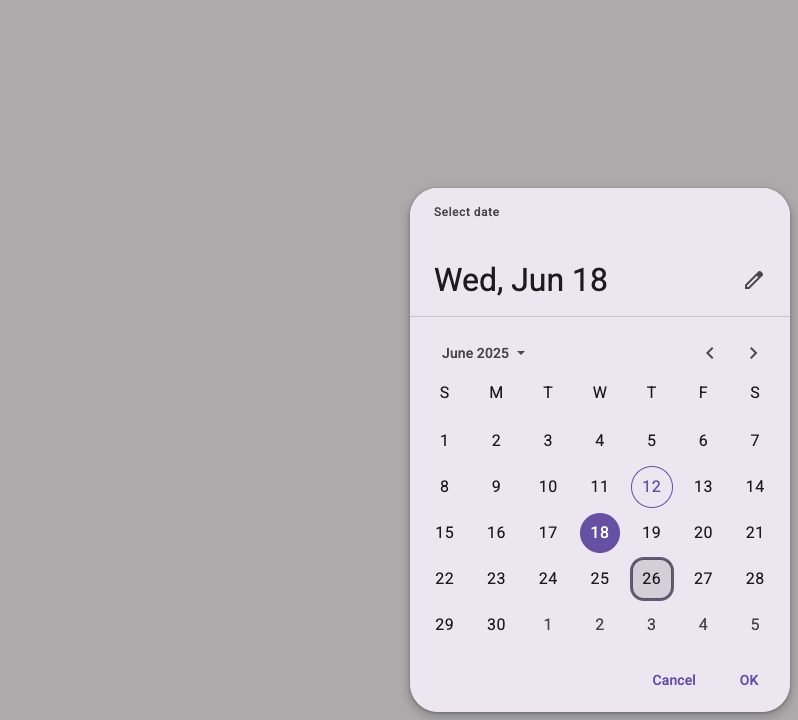 Select date
Wed, Jun 18
June 2025
S M T W T F S
1 2 3 4 5 6 7
8 9 10 11 12 13 14
15 16 17 18 19 20 21
22 23 24 25 26 27 28
29 30 1 2 3 4 5
Cancel OK